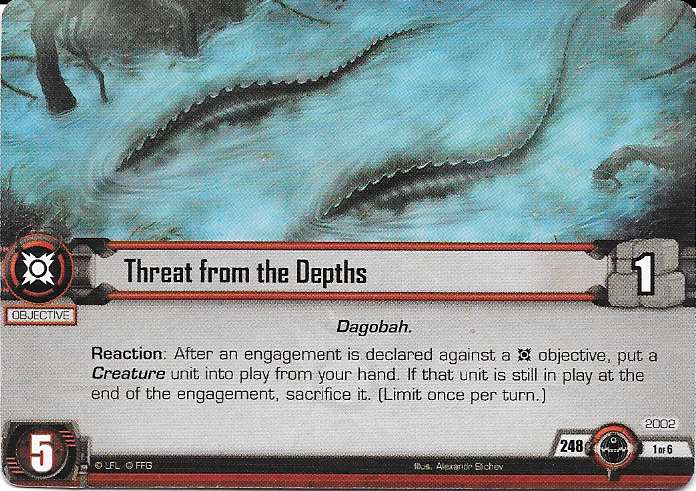 Threat from the Depths
1
OBJECTIVE
Dagobah.
Reaction: After an engagement is declared against a objective, put a
Creature unit into play from your hand. If that unit is still in play at the
end of the engagement, sacrifice it. (Limit once per turn.)
2002
5
248
1 OF 6
© LFL © FFG
Illus. Alexandr Elichev